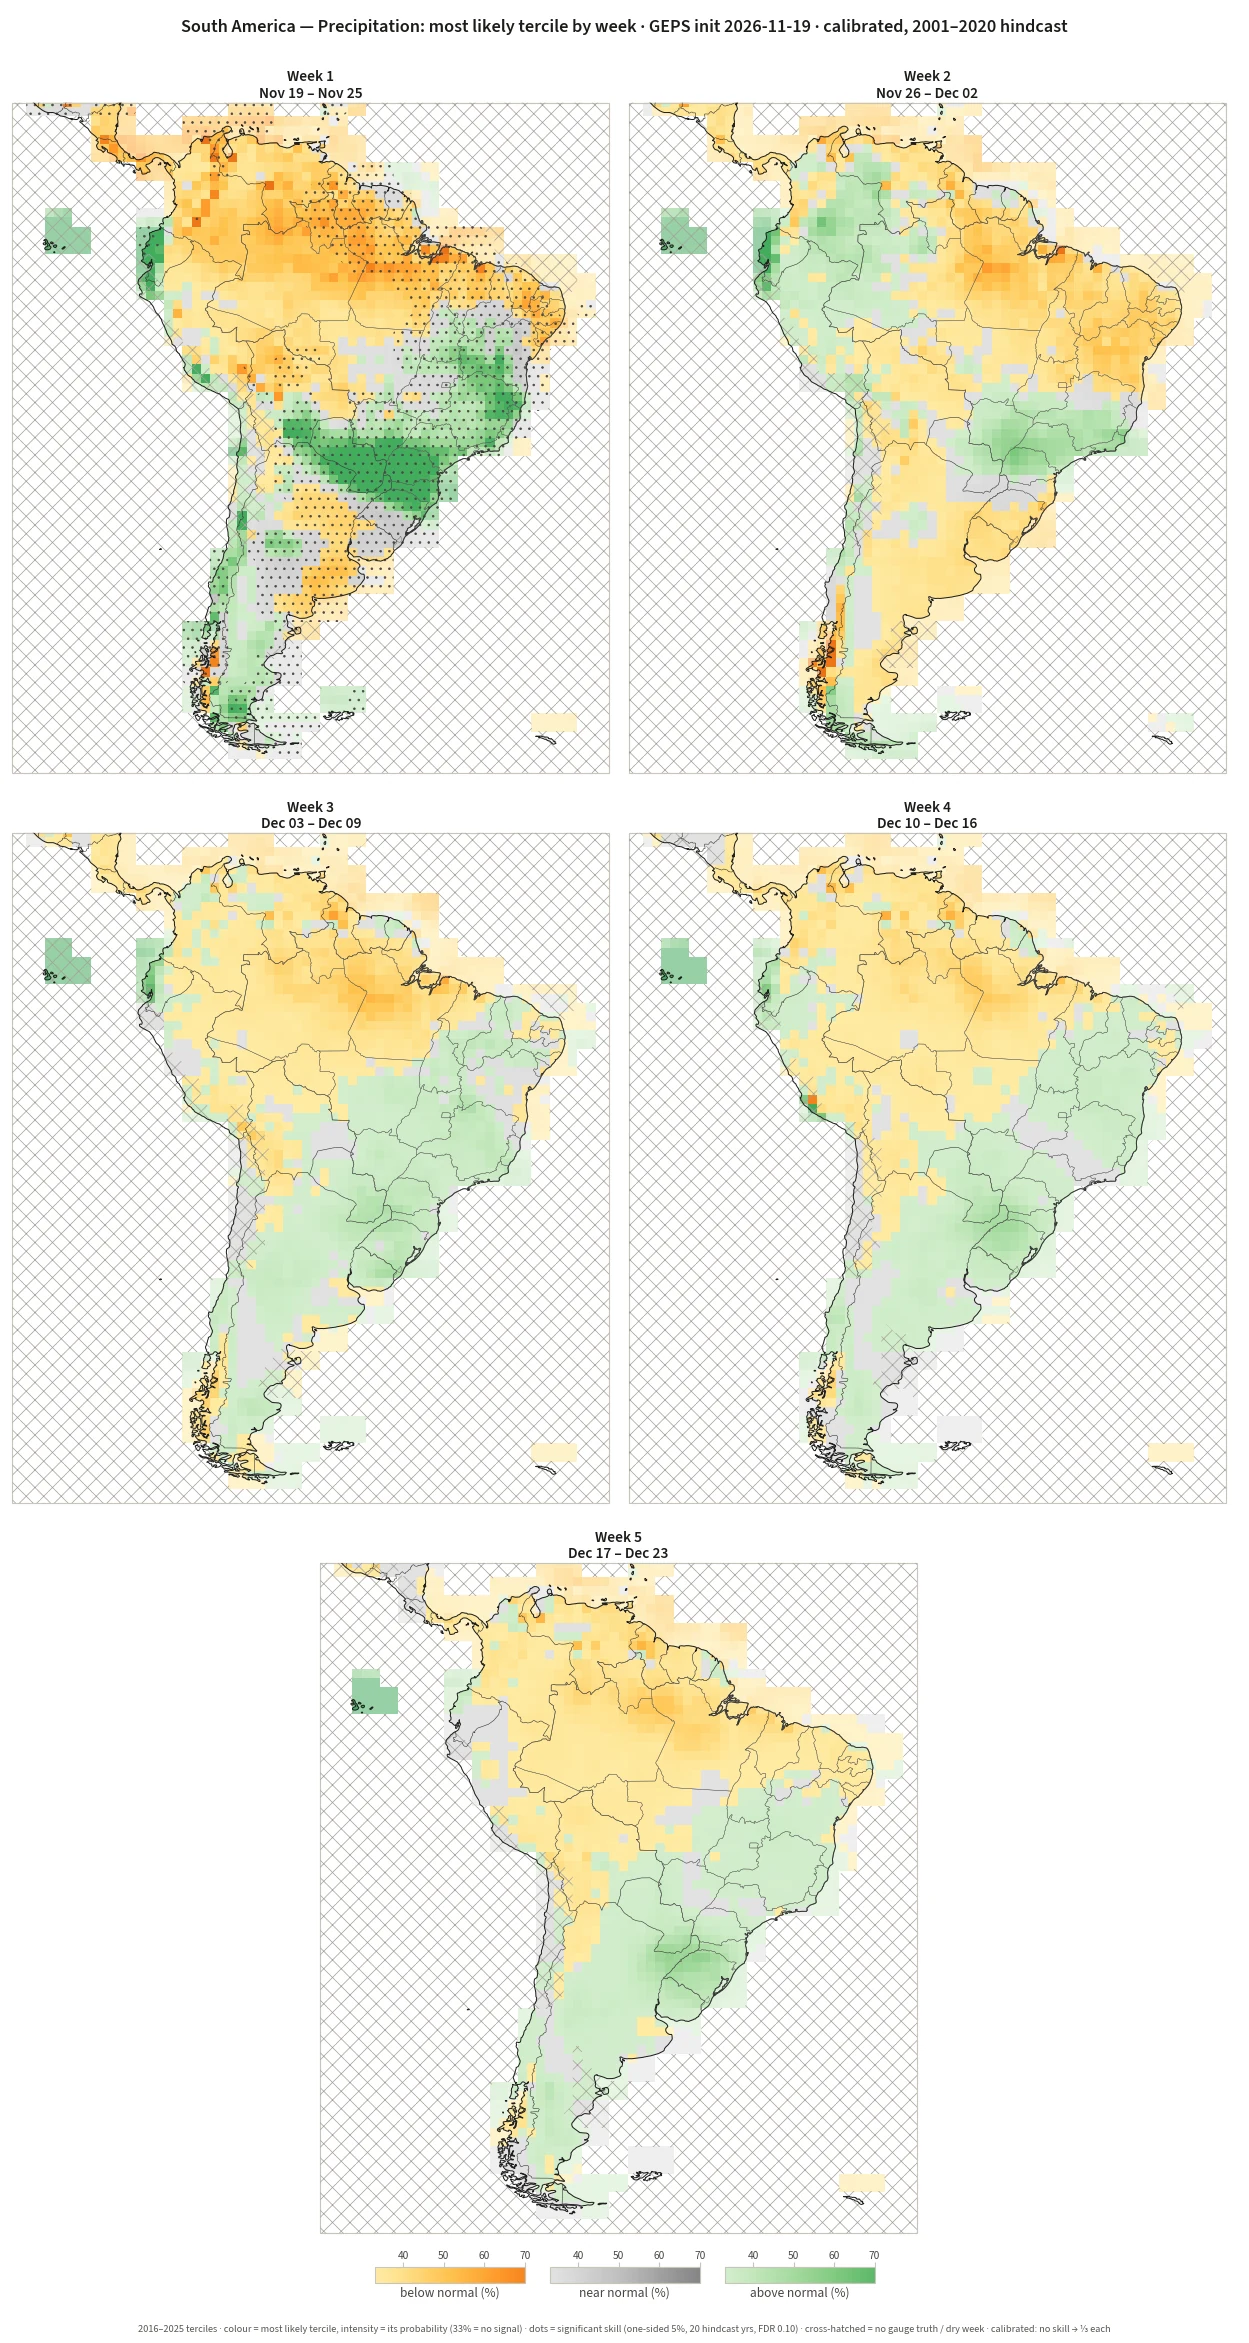 South America — Precipitation: most likely tercile by week · GEPS init 2026-11-19 · calibrated, 2001–2020 hindcast
Week 1
Nov 19 – Nov 25
Week 2
Nov 26 – Dec 02
Week 3
Dec 03 – Dec 09
Week 4
Dec 10 – Dec 16
Week 5
Dec 17 – Dec 23
40 50 60 70
below normal (%)
40 50 60 70
near normal (%)
40 50 60 70
above normal (%)
2016–2025 terciles · colour = most likely tercile, intensity = its probability (33% = no signal) · dots = significant skill (one-sided 5%, 20 hindcast yrs, FDR 0.10) · cross-hatched = no gauge truth / dry week · calibrated: no skill → ⅓ each